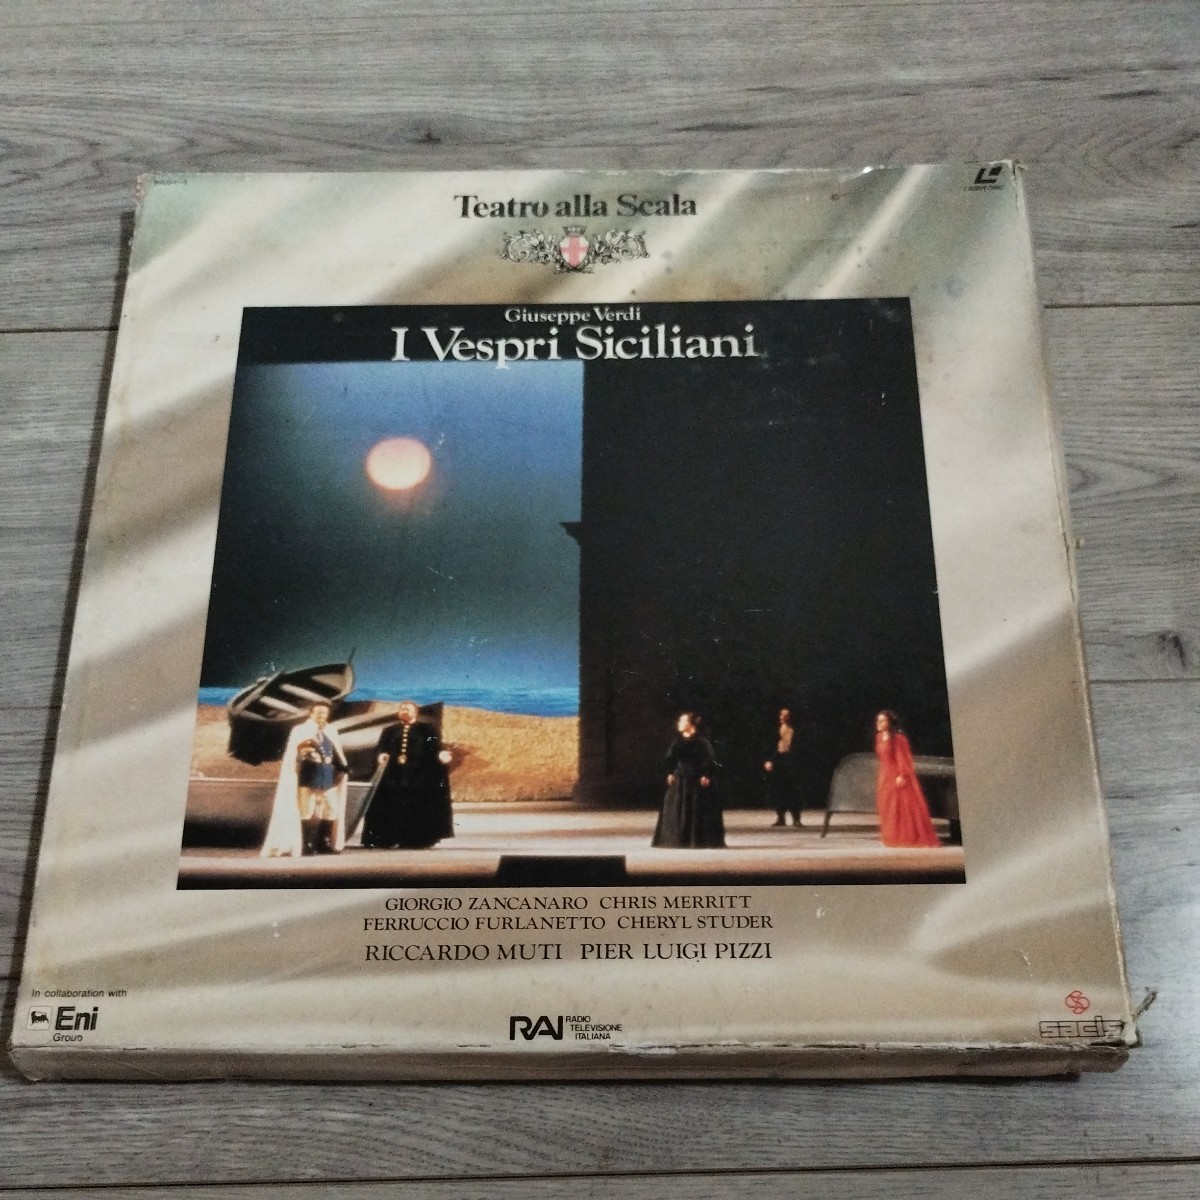 Teatro alla Scala
Giuseppe Verdi
I Vespri Siciliani
GIORGIO ZANCANARO CHRIS MERRITT
FERRUCCIO FURLANETTO CHERYL STUDER
RICCARDO MUTI PIER LUIGI PIZZI
In collaboration with
Eni
Group
RAI RADIO
TELEVISIONE
ITALIANA
sacis